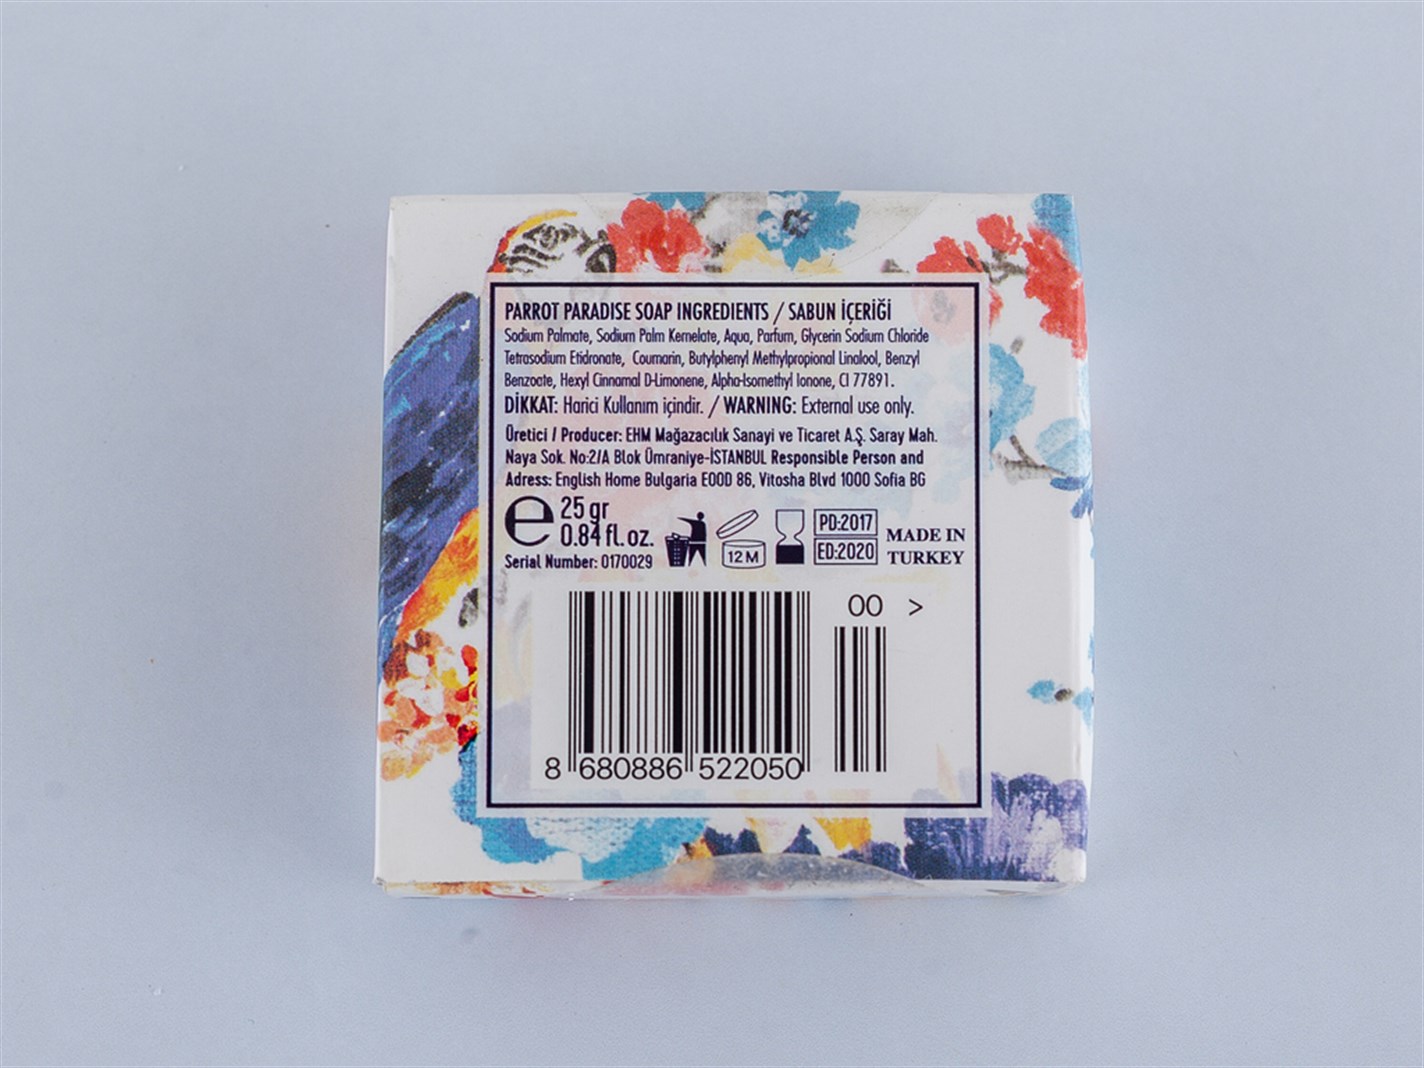 PARROT PARADISE SOAP INGREDIENTS / SABUN İÇERİĞİ
Sodium Palmate, Sodium Palm Kernelate, Aqua, Parfum, Glycerin Sodium Chloride
Tetrasodium Etidronate, Coumarin, Butylphenyl Methylpropional Linalool, Benzyl
Benzoate, Hexyl Cinnamal D-Limonene, Alpha-Isomethyl Ionone, CI 77891.
DİKKAT: Harici Kullanım içindir. / WARNING: External use only.
Üretici / Producer: EHM Mağazacılık Sanayi ve Ticaret A.Ş. Saray Mah.
Naya Sok. No:2/A Blok Ümraniye-İSTANBUL Responsible Person and
Adress: English Home Bulgaria EOOD 86, Vitosha Blvd 1000 Sofia BG
e 25 gr
0.84 fl. oz.
Serial Number: 0170029
12 M
PD:2017
ED:2020
MADE IN
TURKEY
00 >
8 680886 522050